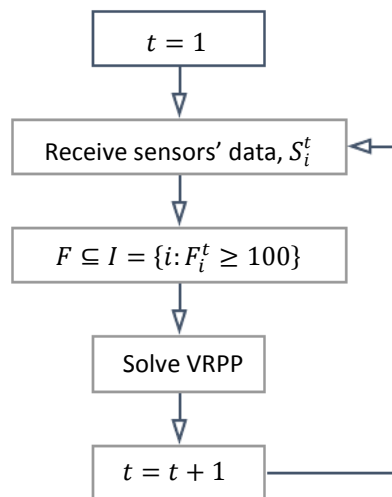 t = 1
Receive sensors’ data, S_i^t
F ⊆ I = {i: F_i^t ≥ 100}
Solve VRPP
t = t + 1